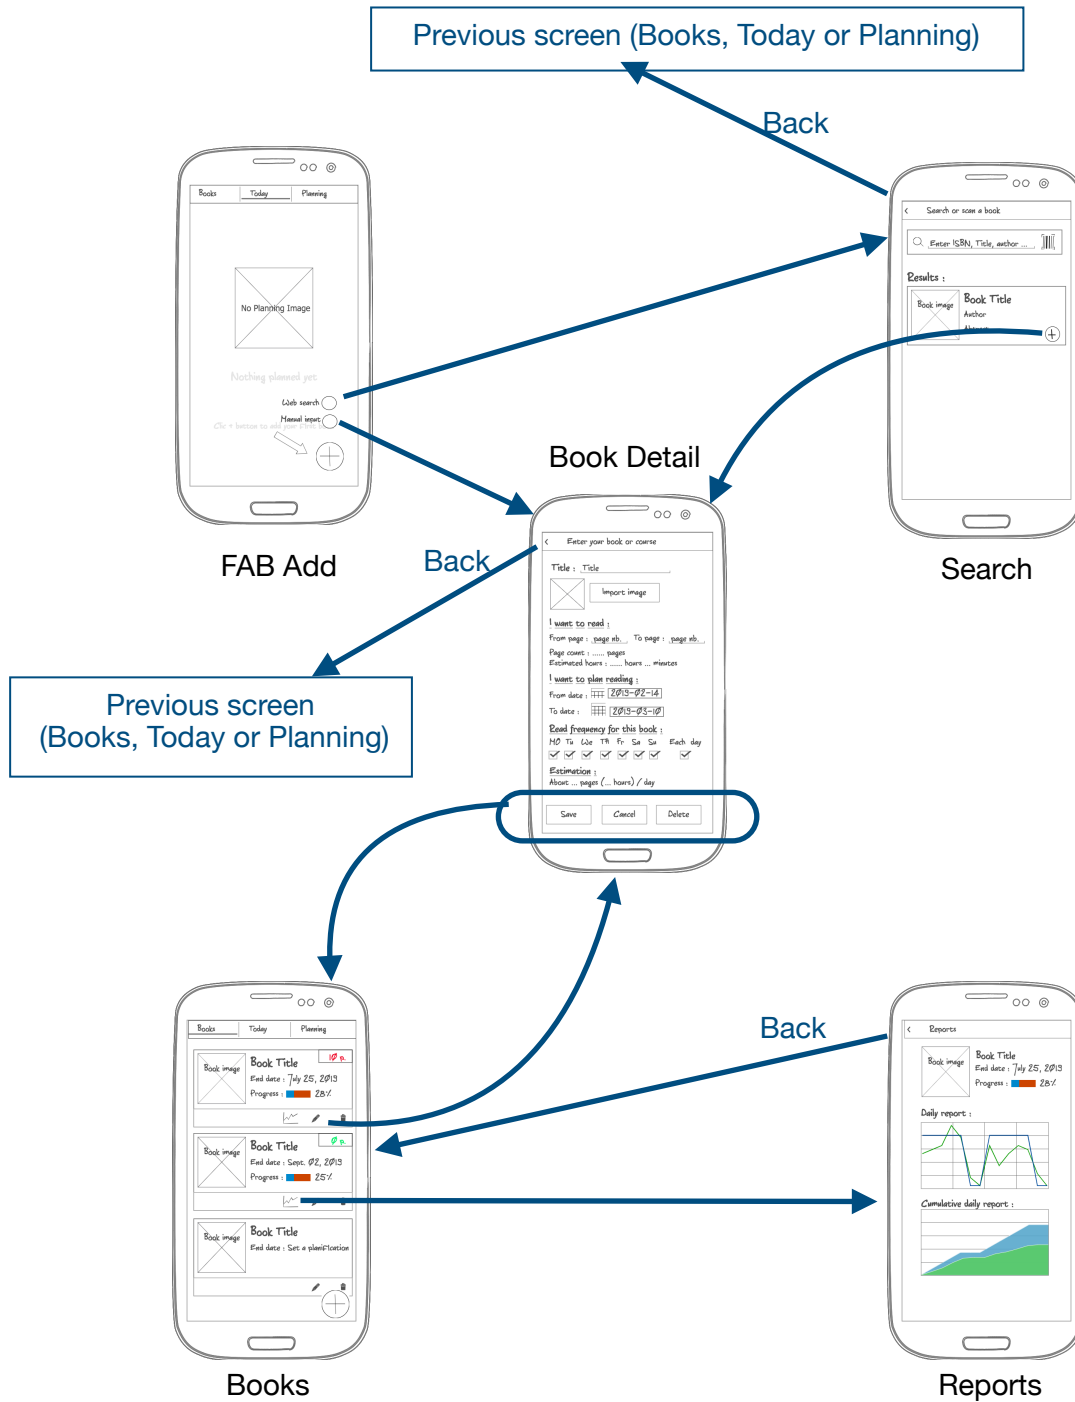 Previous screen (Books, Today or Planning)
Back
Books Today Planning
No Planning Image
Nothing planned yet
Web search
Manual input
FAB Add
Search or scan a book
Enter ISBN, Title, author ...
Results :
Book image
Book Title
Author
Search
Book Detail
Back
Previous screen
(Books, Today or Planning)
Enter your book or course
Title : Title
Import image
I want to read :
From page : page nb. To page : page nb.
Page count : ...... pages
Estimated hours : ...... hours ... minutes
I want to plan reading :
From date : 2019-02-14
To date : 2019-03-10
Read frequency for this book :
MO Tu We Th Fr Sa Su Each day
Estimation :
About ... pages (... hours) / day
Save Cancel Delete
Books Today Planning
Book image
Book Title
10 p.
End date : July 25, 2019
Progress : 28%
Book image
Book Title
0 p.
End date : Sept. 02, 2019
Progress : 25%
Book image
Book Title
End date : Set a planification
Books
Back
Reports
Book image
Book Title
End date : July 25, 2019
Progress : 28%
Daily report :
Cumulative daily report :
Reports